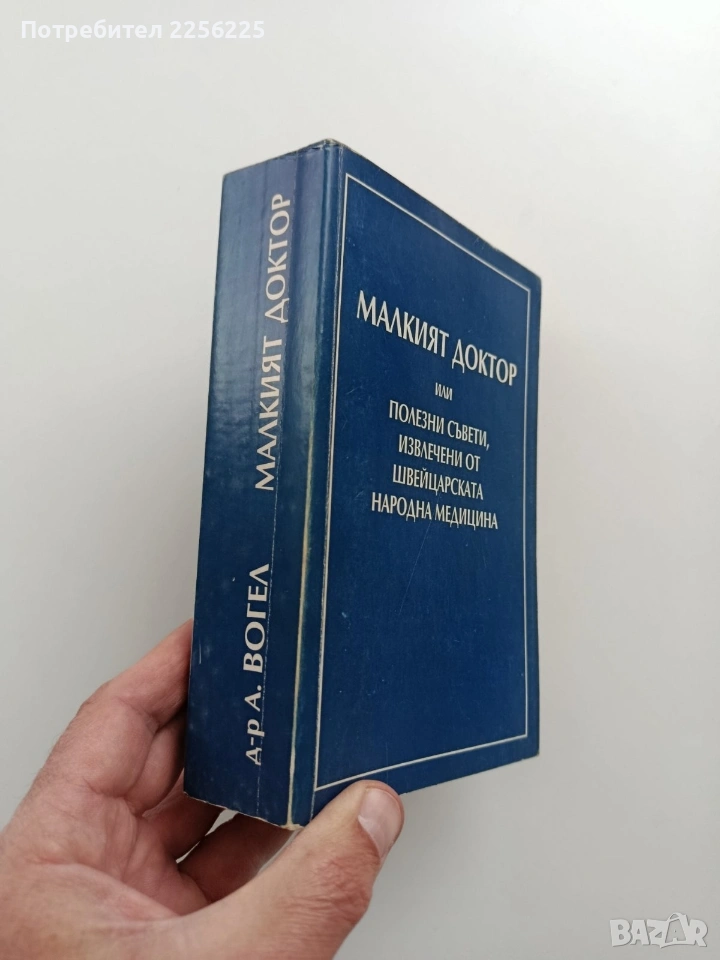 Потребител 2256225
МАЛКИЯТ ДОКТОР
или
ПОЛЕЗНИ СЪВЕТИ,
ИЗВЛЕЧЕНИ ОТ
ШВЕЙЦАРСКАТА
НАРОДНА МЕДИЦИНА
д-р А. ВОГЕЛ МАЛКИЯТ ДОКТОР
BAZAR